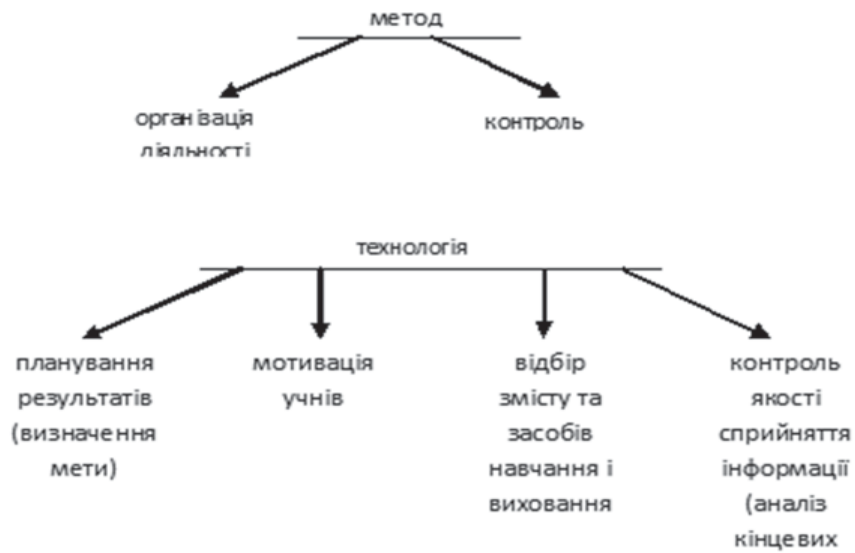 метод
органівація
діяльності
контроль
технологія
планування
результатів
(визначення
мети)
мотивація
учнів
відбір
змісту та
засобів
навчання і
виховання
контроль
якості
сприйняття
інформації
(аналіз
кінцевих